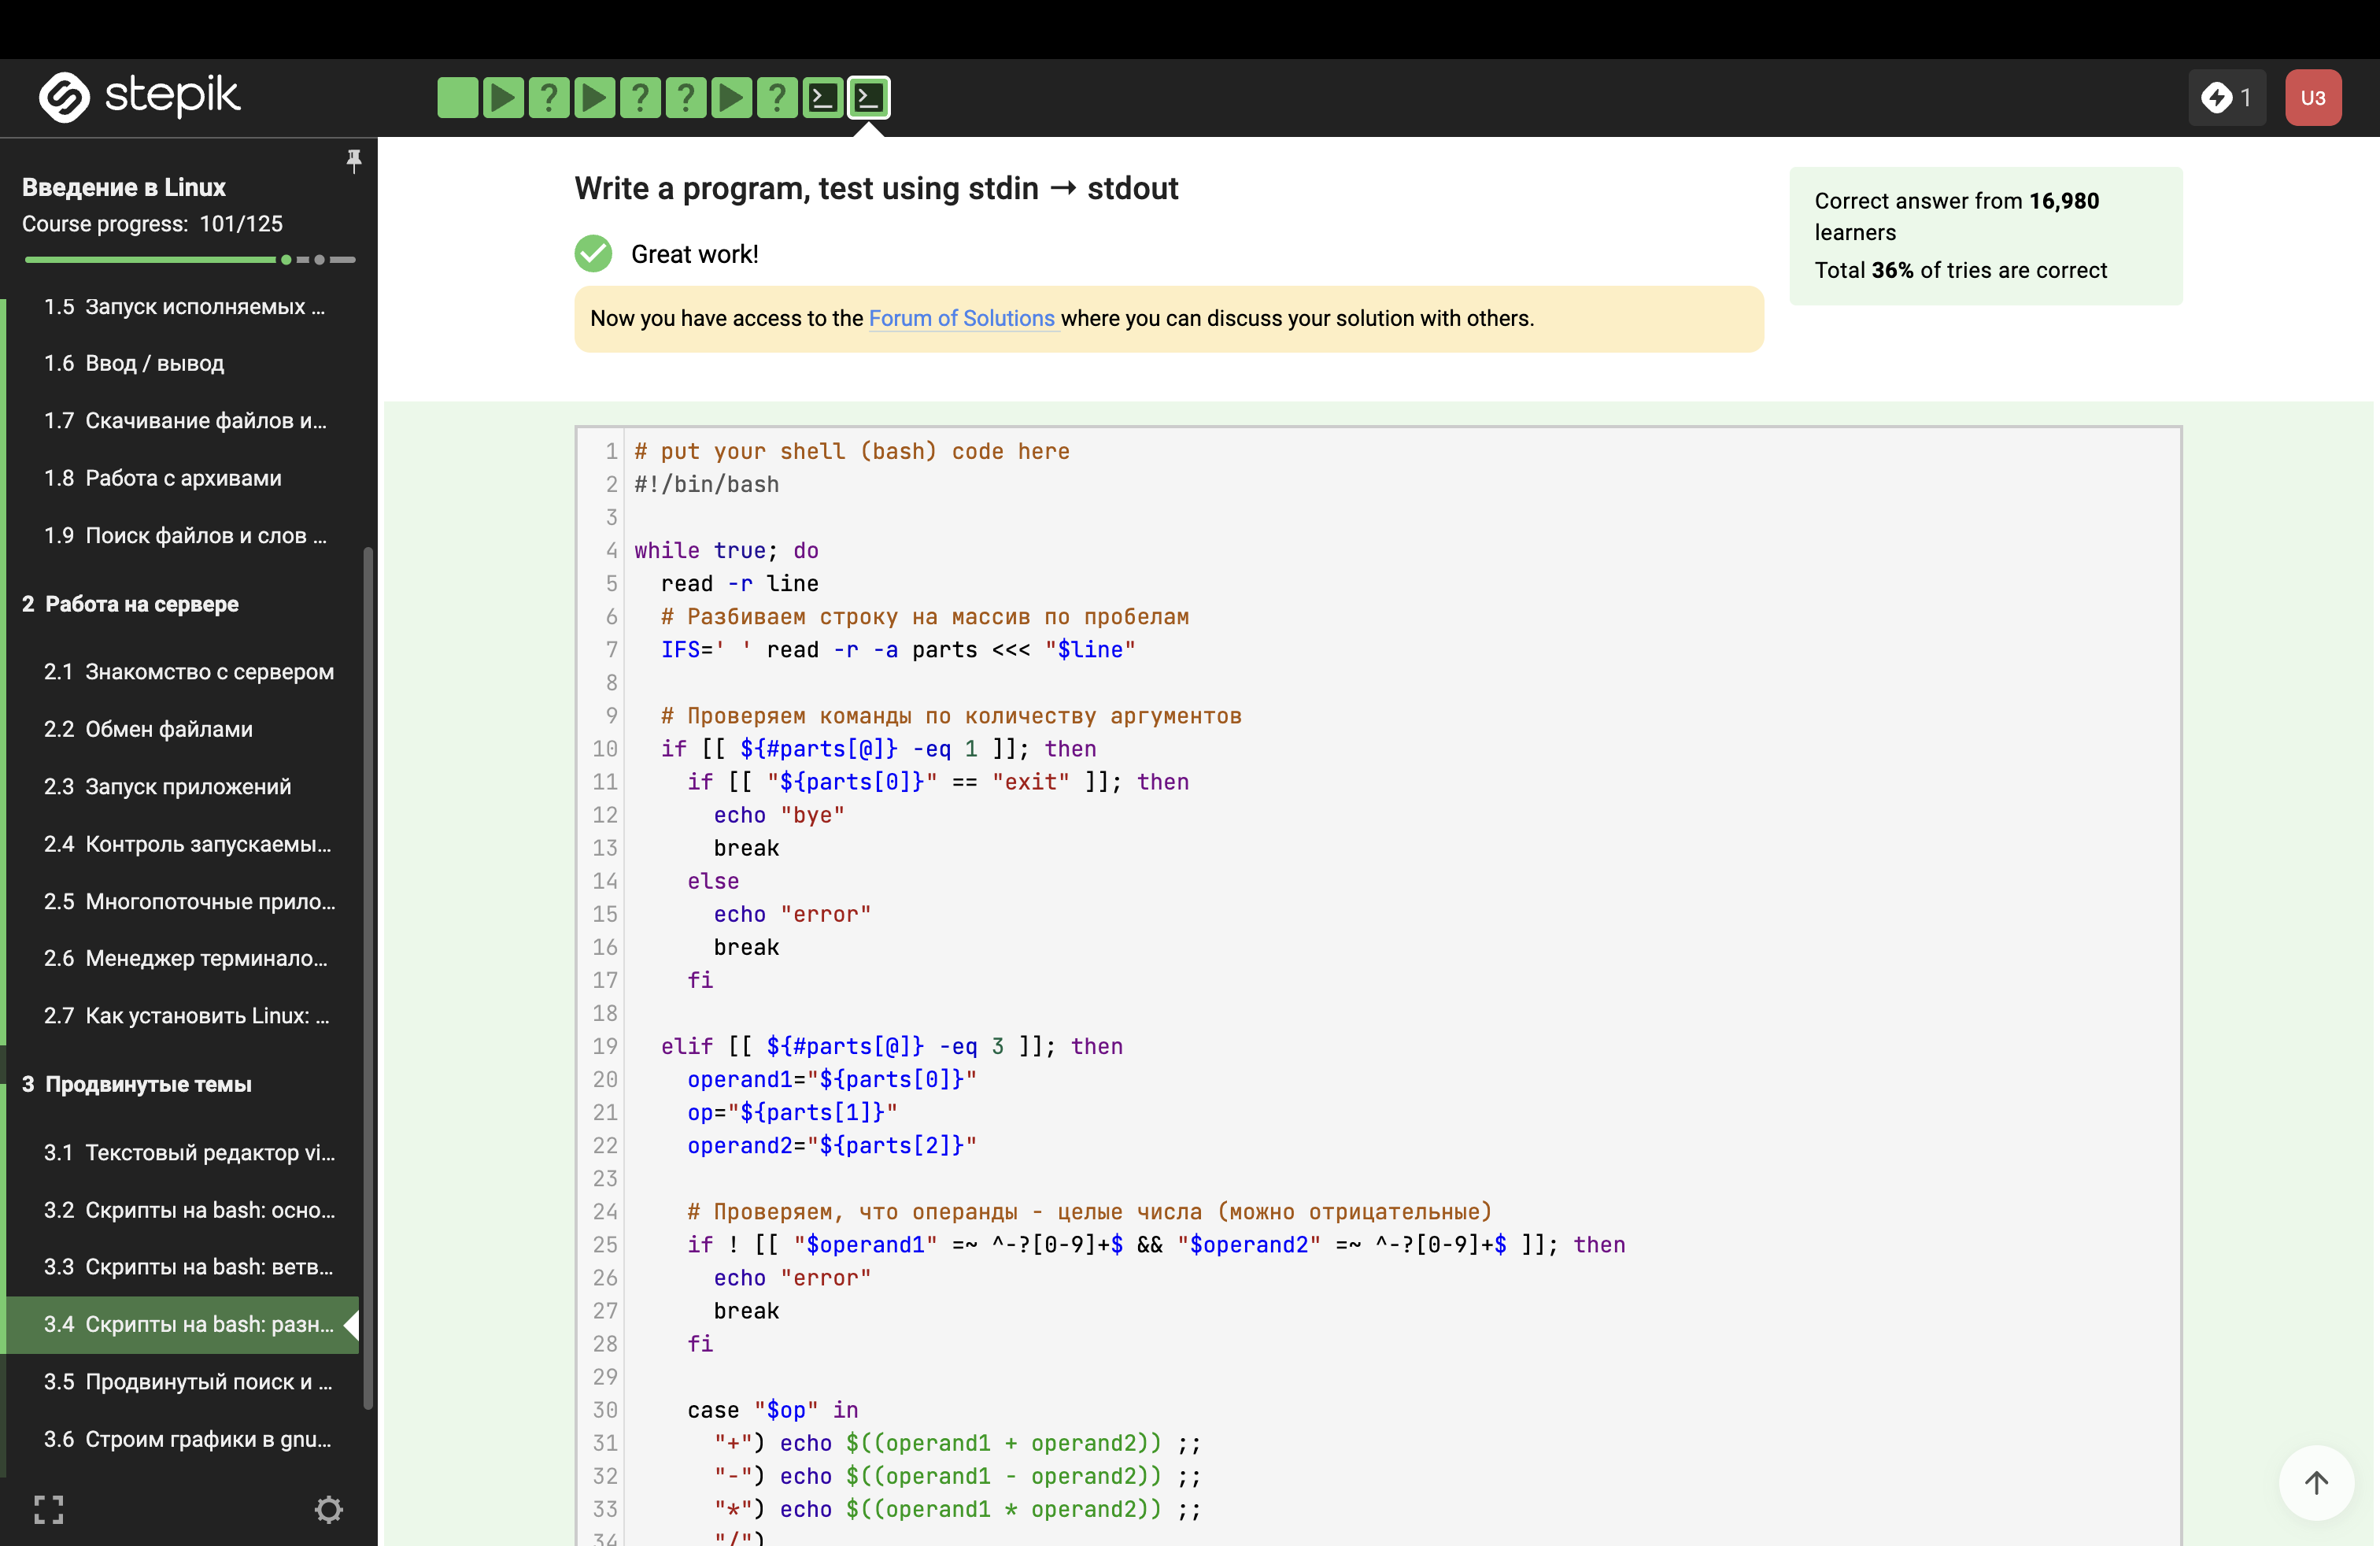 stepik
? ? ? ?
1
U3
Введение в Linux
Course progress: 101/125
1.5 Запуск исполняемых ...
1.6 Ввод / вывод
1.7 Скачивание файлов и...
1.8 Работа с архивами
1.9 Поиск файлов и слов ...
2 Работа на сервере
2.1 Знакомство с сервером
2.2 Обмен файлами
2.3 Запуск приложений
2.4 Контроль запускаемы...
2.5 Многопоточные прило...
2.6 Менеджер терминало...
2.7 Как установить Linux: ...
3 Продвинутые темы
3.1 Текстовый редактор vi...
3.2 Скрипты на bash: осно...
3.3 Скрипты на bash: ветв...
3.4 Скрипты на bash: разн...
3.5 Продвинутый поиск и ...
3.6 Строим графики в gnu...
Write a program, test using stdin → stdout
Great work!
Now you have access to the Forum of Solutions where you can discuss your solution with others.
Correct answer from 16,980
learners
Total 36% of tries are correct
1 # put your shell (bash) code here
2 #!/bin/bash
3
4 while true; do
5   read -r line
6   # Разбиваем строку на массив по пробелам
7   IFS=' ' read -r -a parts <<< "$line"
8
9   # Проверяем команды по количеству аргументов
10   if [[ ${#parts[@]} -eq 1 ]]; then
11     if [[ "${parts[0]}" == "exit" ]]; then
12       echo "bye"
13       break
14     else
15       echo "error"
16       break
17     fi
18
19   elif [[ ${#parts[@]} -eq 3 ]]; then
20     operand1="${parts[0]}"
21     op="${parts[1]}"
22     operand2="${parts[2]}"
23
24     # Проверяем, что операнды - целые числа (можно отрицательные)
25     if ! [[ "$operand1" =~ ^-?[0-9]+$ && "$operand2" =~ ^-?[0-9]+$ ]]; then
26       echo "error"
27       break
28     fi
29
30     case "$op" in
31       "+") echo $((operand1 + operand2)) ;;
32       "-") echo $((operand1 - operand2)) ;;
33       "*") echo $((operand1 * operand2)) ;;
34       "/")